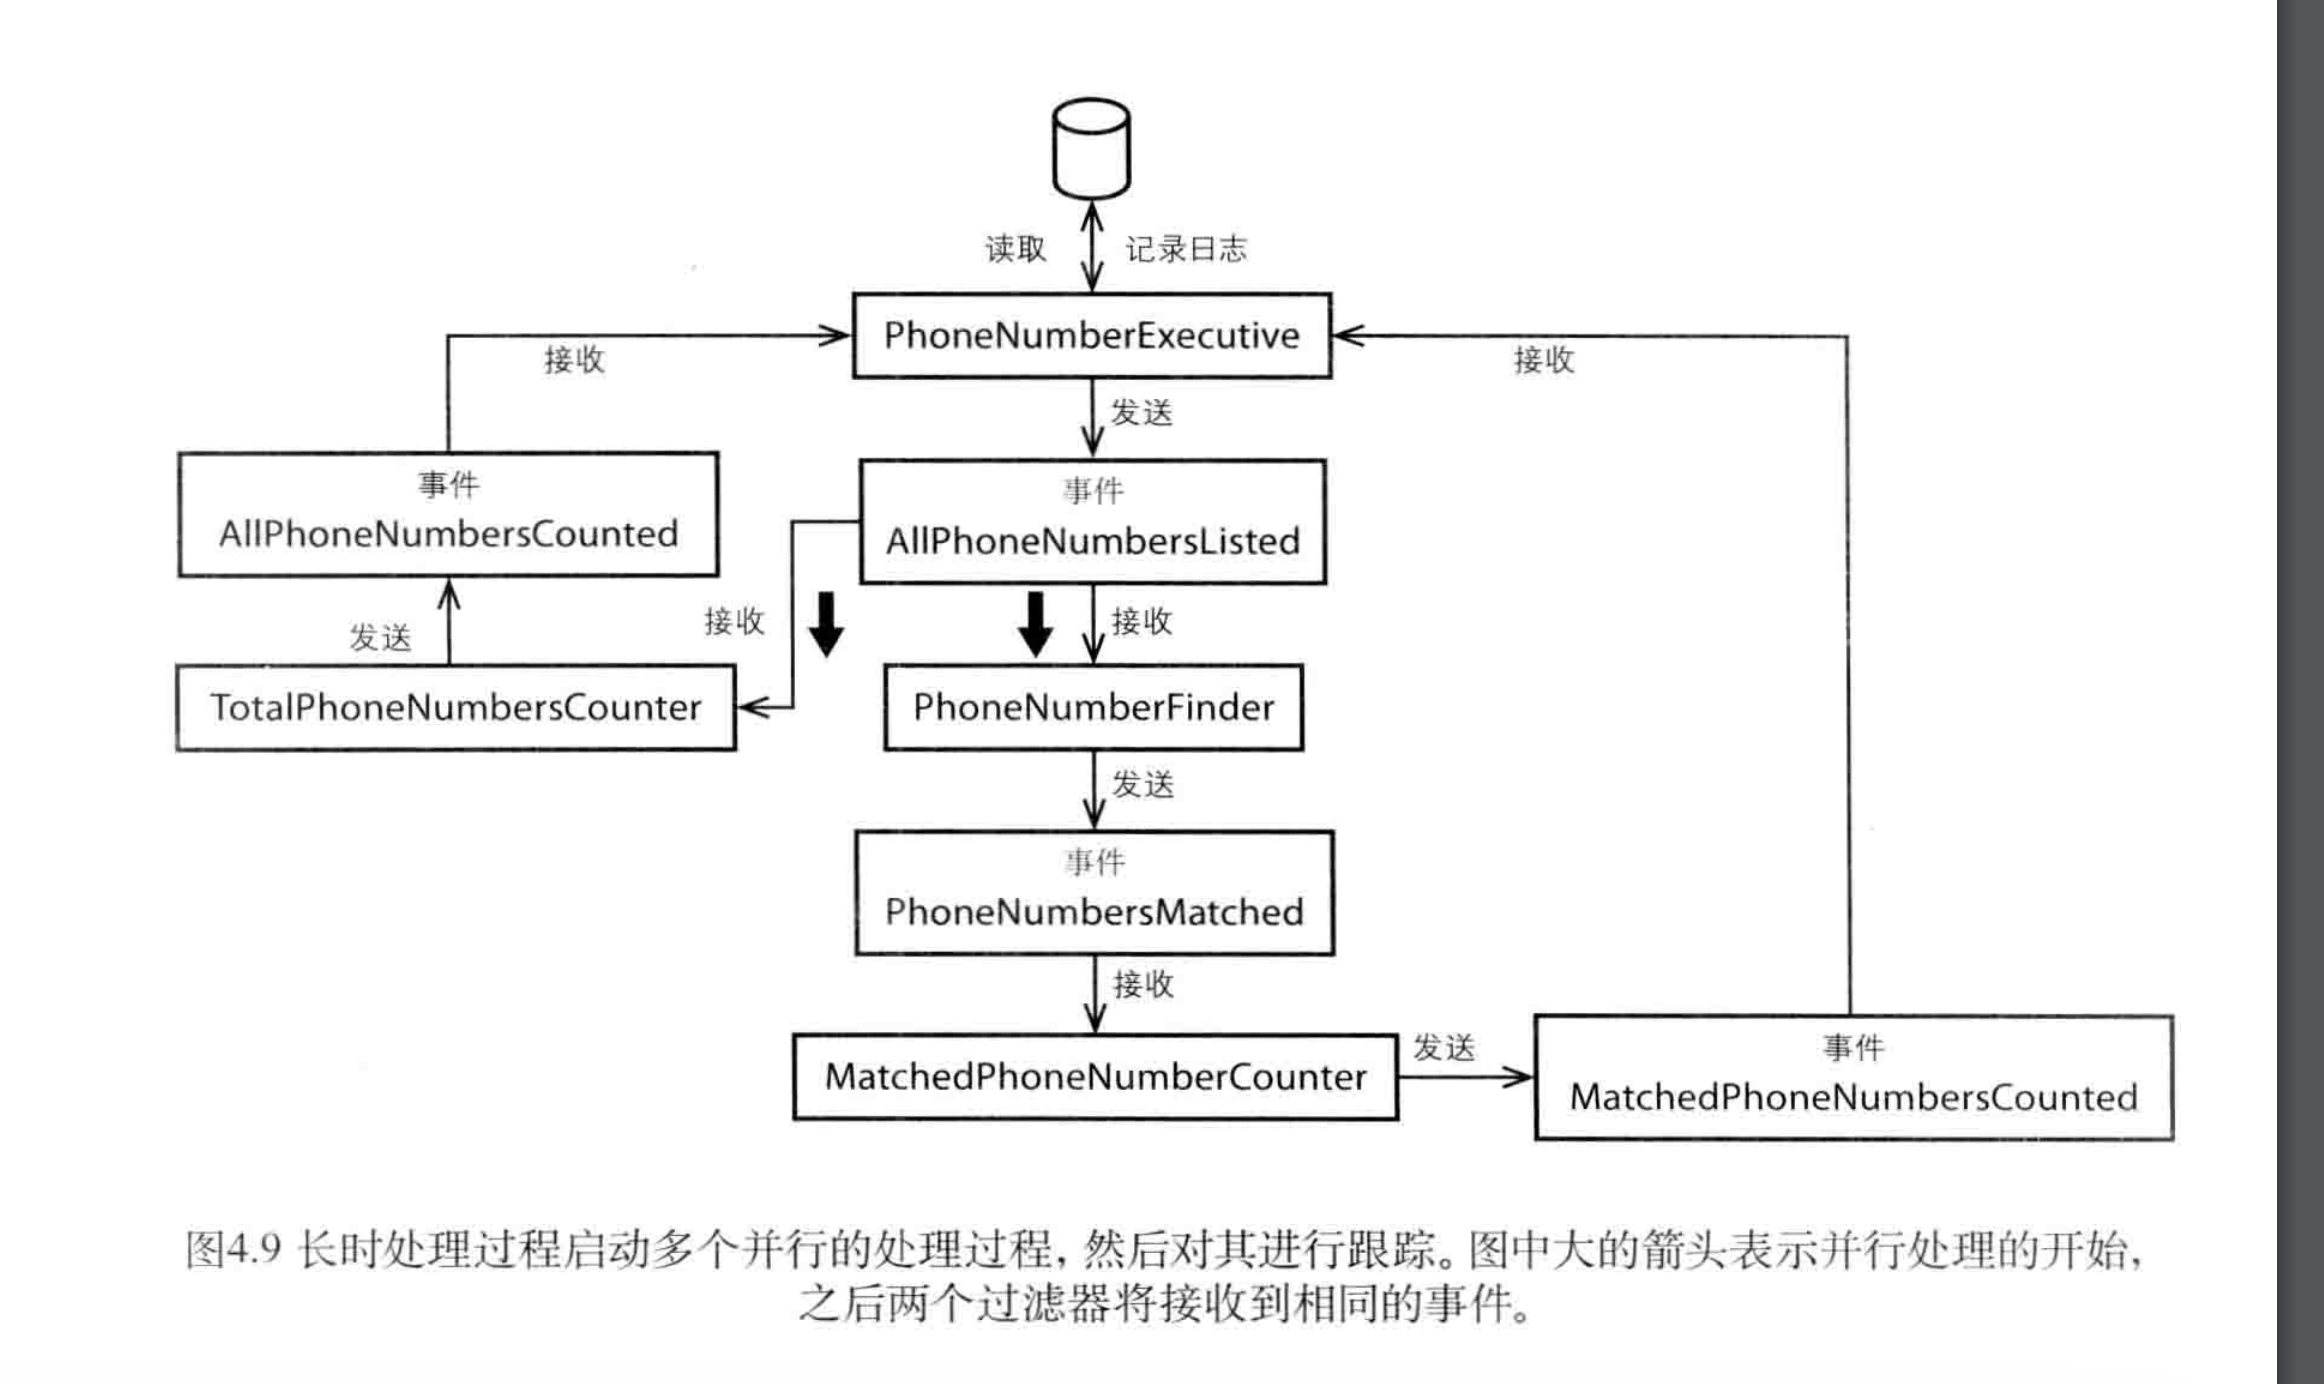 读取
记录日志
PhoneNumberExecutive
接收
接收
发送
事件
AllPhoneNumbersCounted
事件
AllPhoneNumbersListed
发送
接收
接收
TotalPhoneNumbersCounter
PhoneNumberFinder
发送
事件
PhoneNumbersMatched
接收
MatchedPhoneNumberCounter
发送
事件
MatchedPhoneNumbersCounted
图4.9 长时处理过程启动多个并行的处理过程,然后对其进行跟踪。图中大的箭头表示并行处理的开始,
之后两个过滤器将接收到相同的事件。